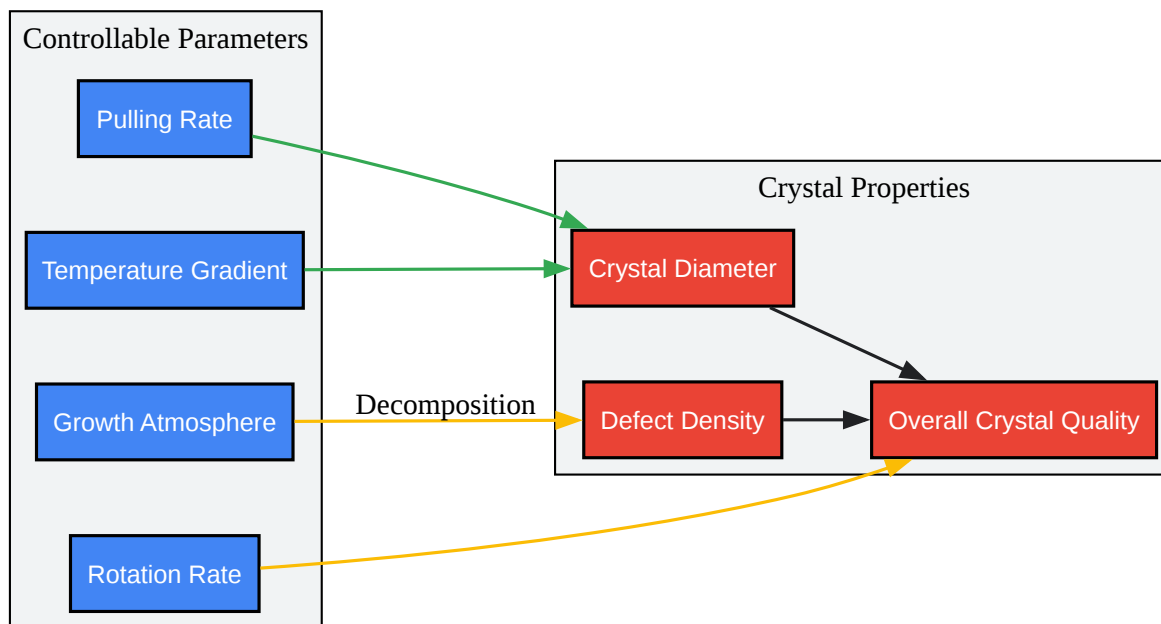 Controllable Parameters
Pulling Rate
Temperature Gradient
Growth Atmosphere
Rotation Rate
Decomposition
Crystal Properties
Crystal Diameter
Defect Density
Overall Crystal Quality